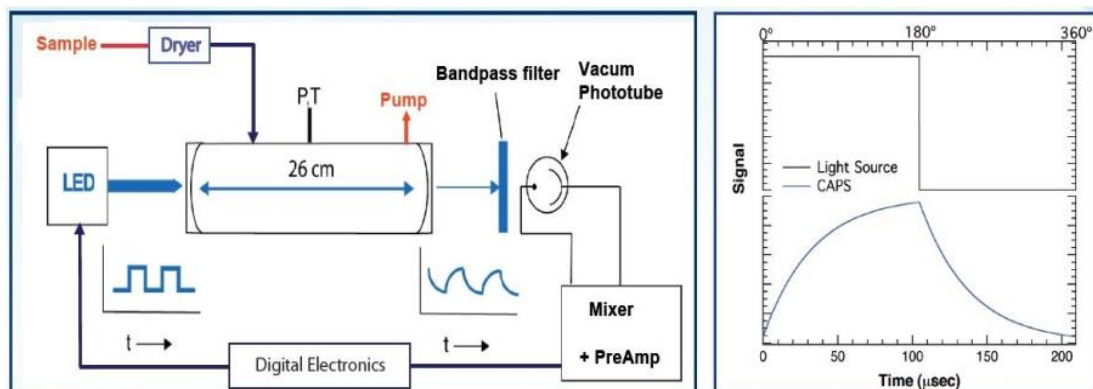 Sample
Dryer
P,T
Pump
Bandpass filter
Vacum
Phototube
LED
26 cm
t
t
Digital Electronics
Mixer
+ PreAmp
0° 180° 360°
Signal
Light Source
CAPS
0 50 100 150 200
Time (μsec)